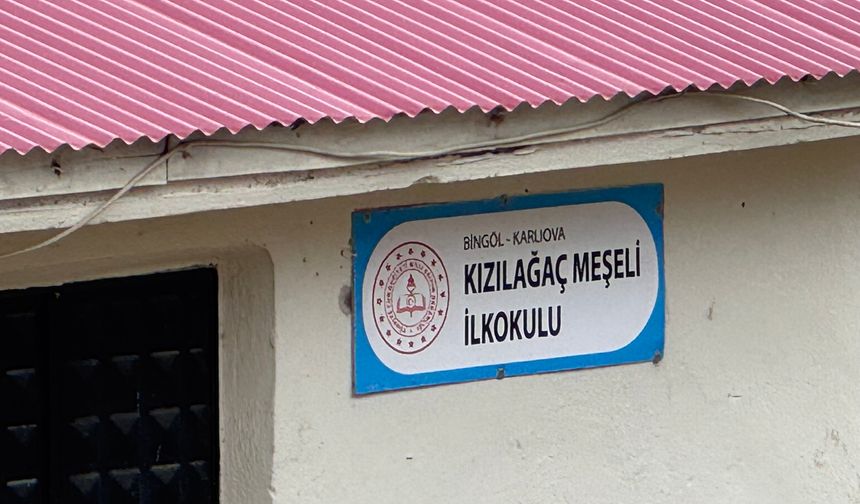 BİNGÖL - KARLIOVA
KIZILAĞAÇ MEŞELİ
İLKOKULU